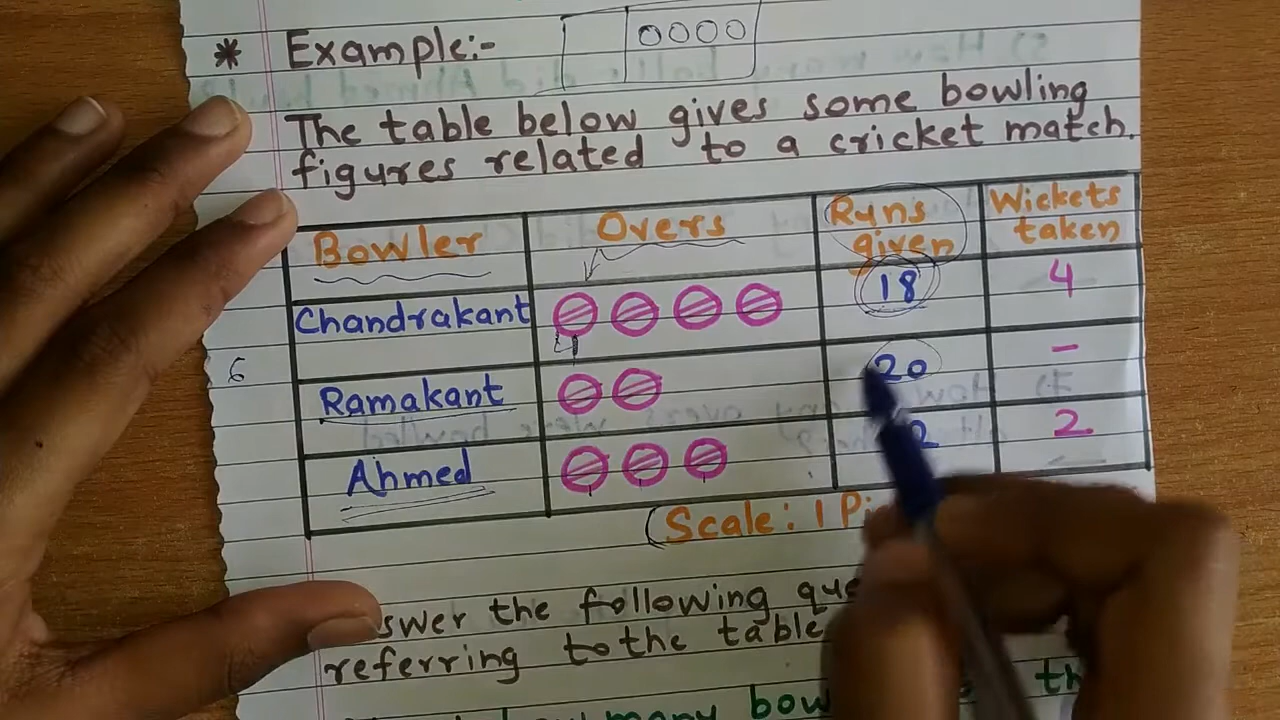 * Example:-
The table below gives some bowling
figures related to a cricket match.
Bowler Overs Runs given Wickets taken
Chandrakant 18 4
6
Ramakant 20 -
Ahmed 2
(Scale: 1
the following
referring to the table
many